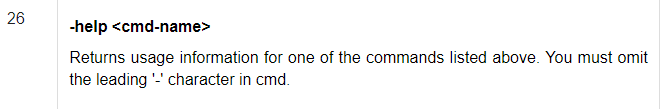 26
-help <cmd-name>
Returns usage information for one of the commands listed above. You must omit
the leading '-' character in cmd.